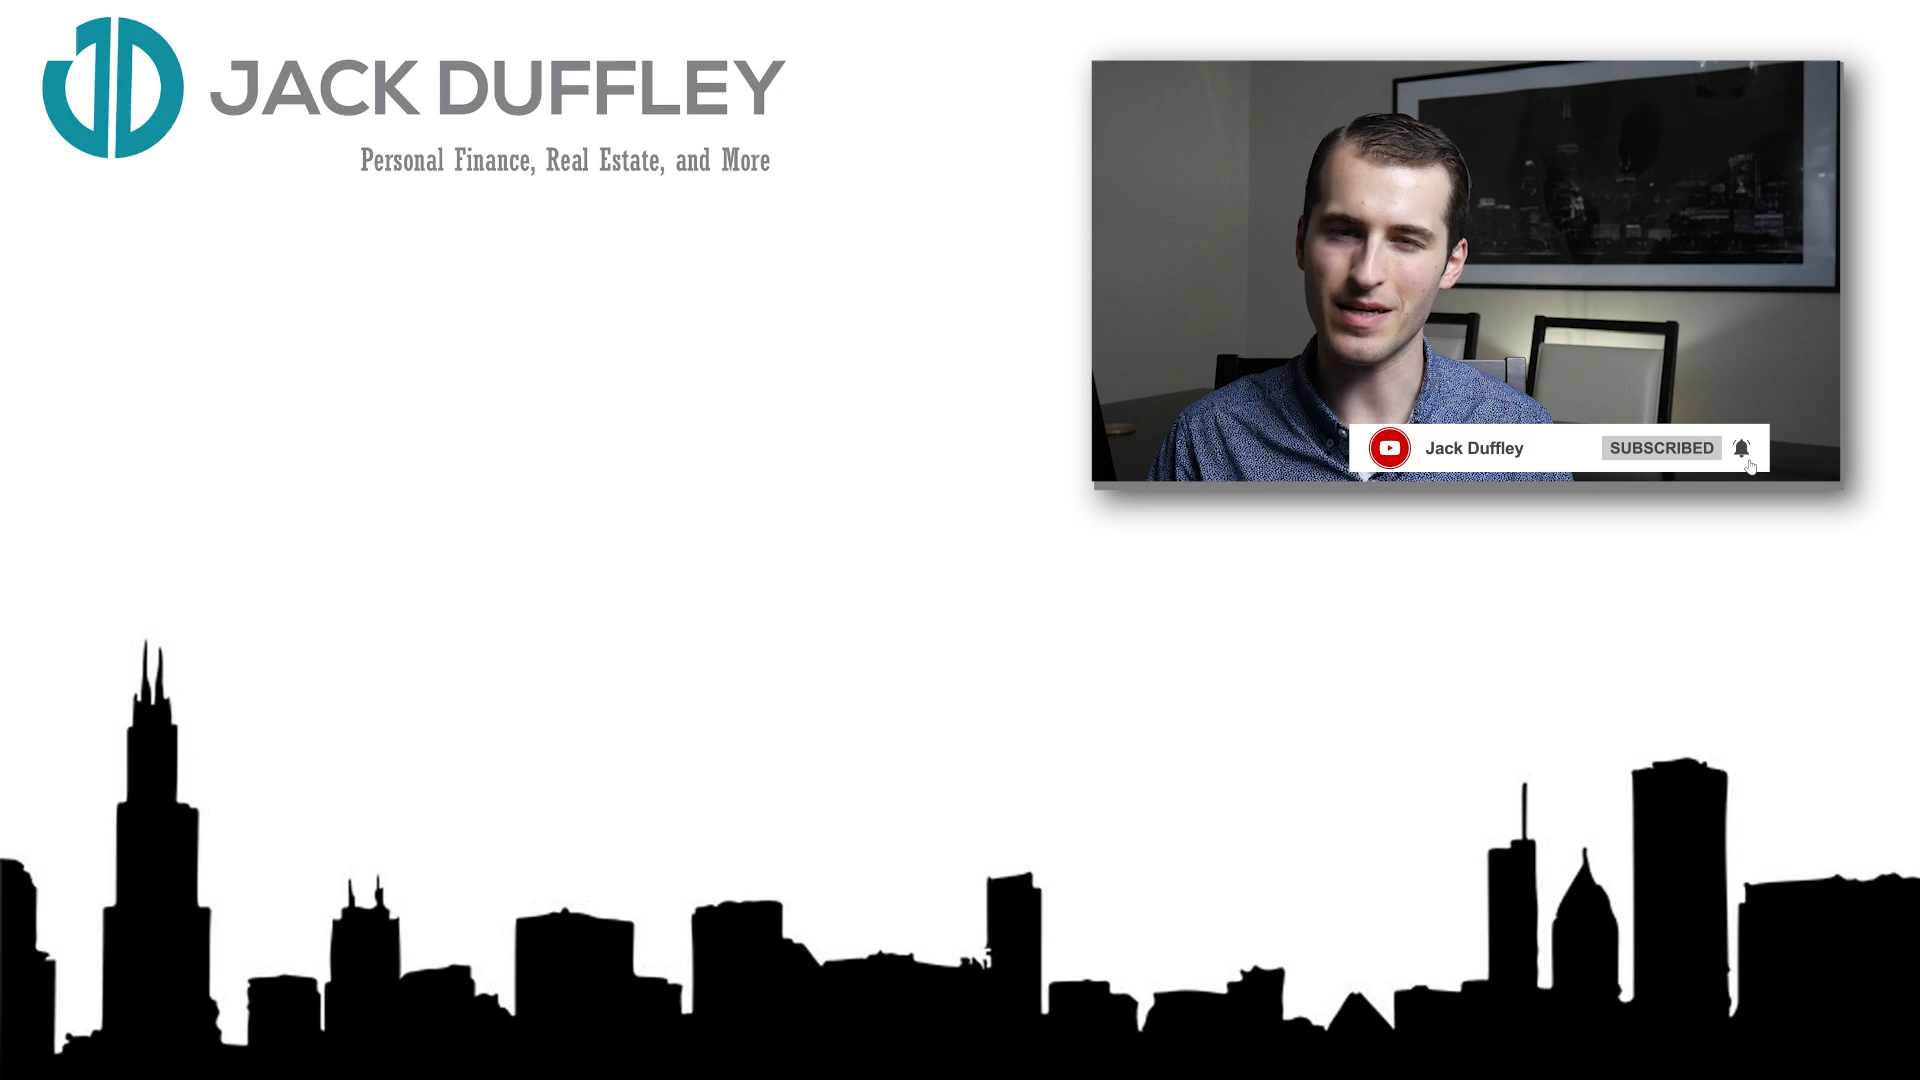 JACK DUFFLEY
Personal Finance, Real Estate, and More
Jack Duffley
SUBSCRIBED